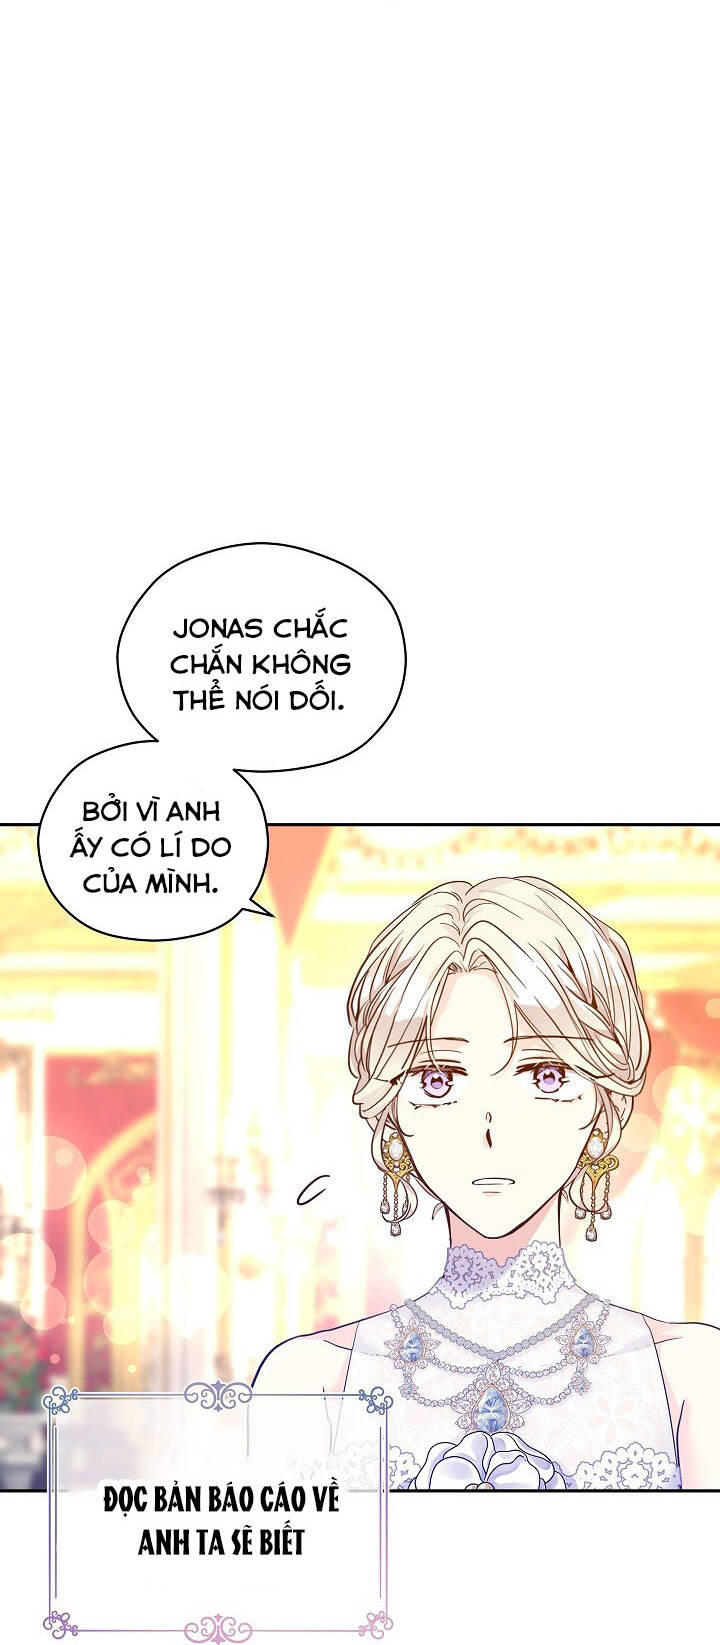 JONAS CHẮC
CHẮN KHÔNG
THỂ NÓI DỐI.
BỞI VÌ ANH
ẤY CÓ LÍ DO
CỦA MÌNH.
ĐỌC BẢN BÁO CÁO VỀ
ANH TA SẼ BIẾT